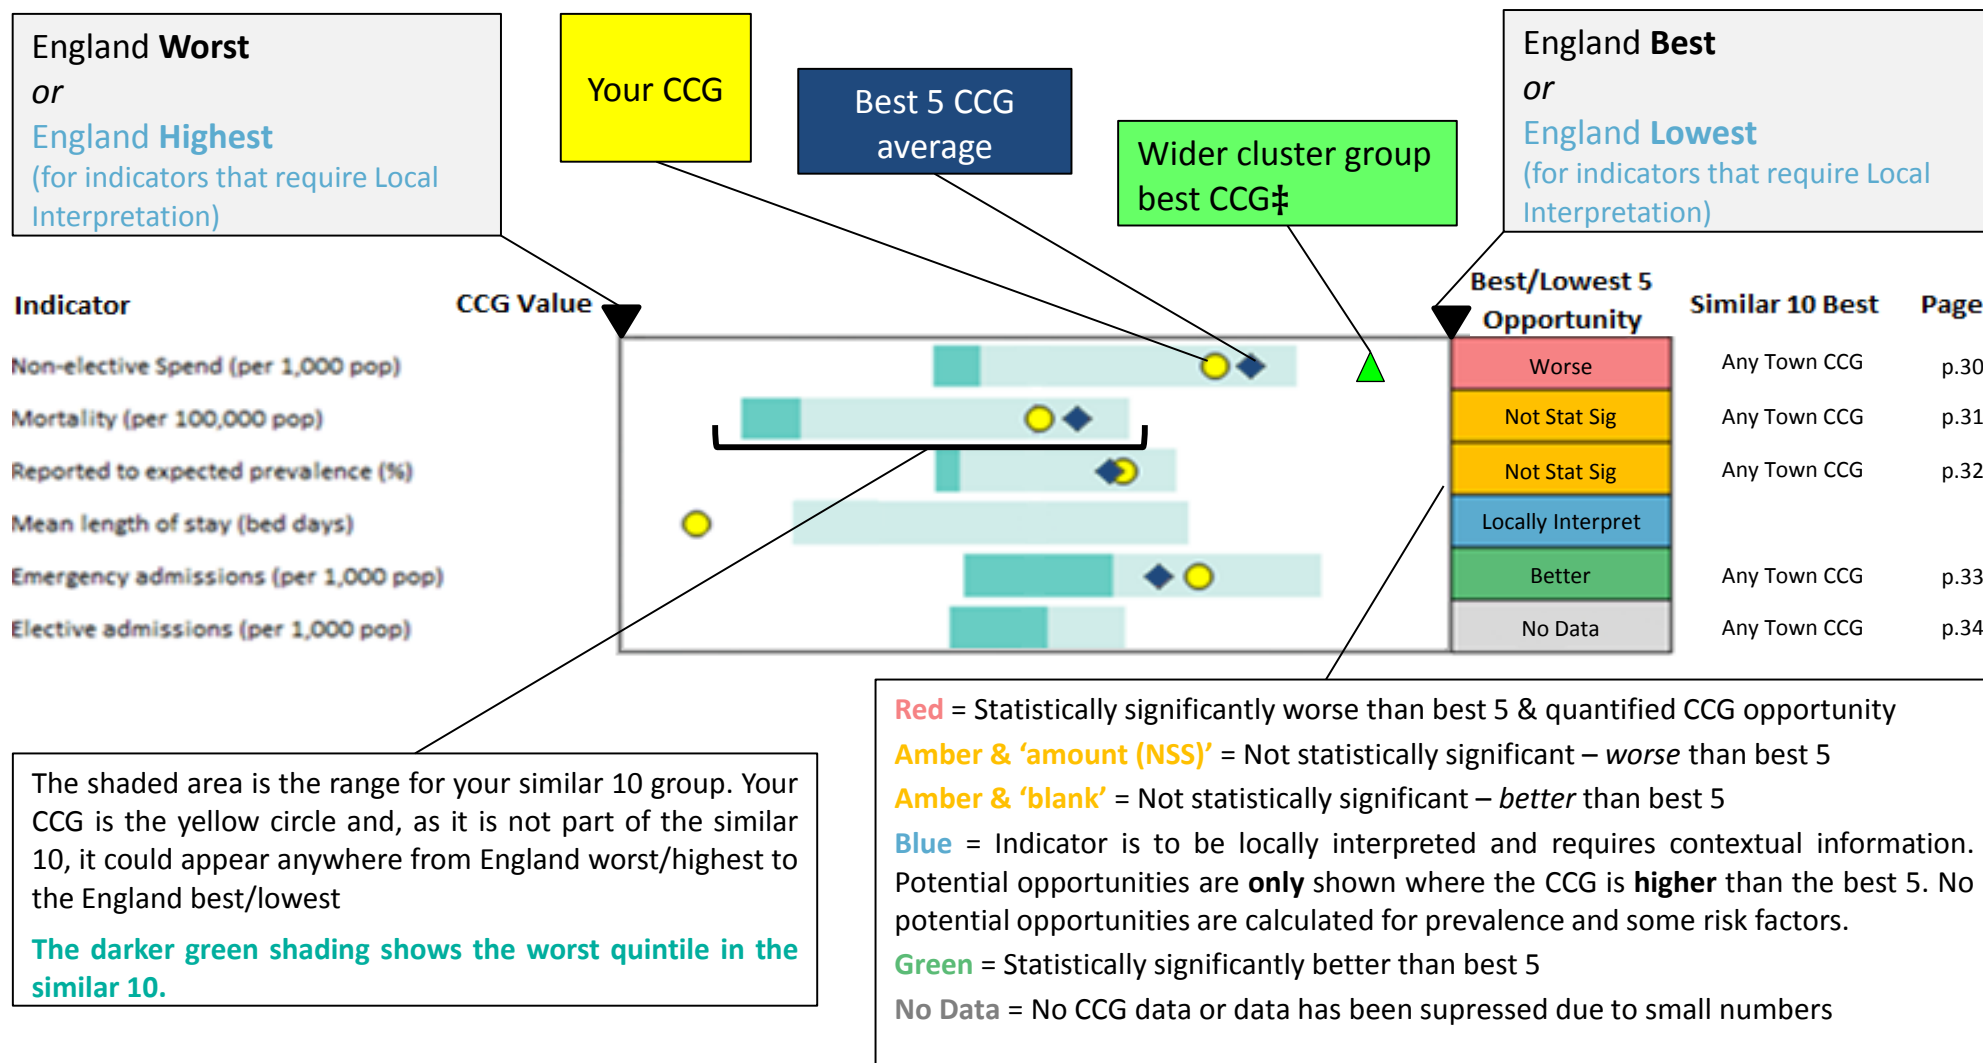 England Worst
or
England Highest
(for indicators that require Local
Interpretation)
Your CCG
Best 5 CCG
average
Wider cluster group
best CCG‡
England Best
or
England Lowest
(for indicators that require Local
Interpretation)
Indicator CCG Value Best/Lowest 5 Opportunity Similar 10 Best Page
Non-elective Spend (per 1,000 pop) Worse Any Town CCG p.30
Mortality (per 100,000 pop) Not Stat Sig Any Town CCG p.31
Reported to expected prevalence (%) Not Stat Sig Any Town CCG p.32
Mean length of stay (bed days) Locally Interpret
Emergency admissions (per 1,000 pop) Better Any Town CCG p.33
Elective admissions (per 1,000 pop) No Data Any Town CCG p.34
The shaded area is the range for your similar 10 group. Your
CCG is the yellow circle and, as it is not part of the similar
10, it could appear anywhere from England worst/highest to
the England best/lowest
The darker green shading shows the worst quintile in the
similar 10.
Red = Statistically significantly worse than best 5 & quantified CCG opportunity
Amber & ‘amount (NSS)’ = Not statistically significant – worse than best 5
Amber & ‘blank’ = Not statistically significant – better than best 5
Blue = Indicator is to be locally interpreted and requires contextual information.
Potential opportunities are only shown where the CCG is higher than the best 5. No
potential opportunities are calculated for prevalence and some risk factors.
Green = Statistically significantly better than best 5
No Data = No CCG data or data has been supressed due to small numbers